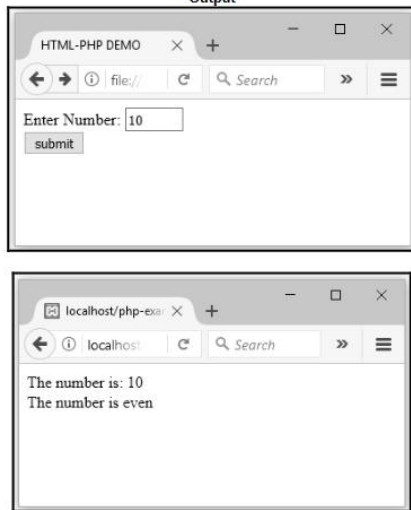 Output
HTML-PHP DEMO
file://
Search
Enter Number: 10
submit
localhost/php-exar
localhost
Search
The number is: 10
The number is even